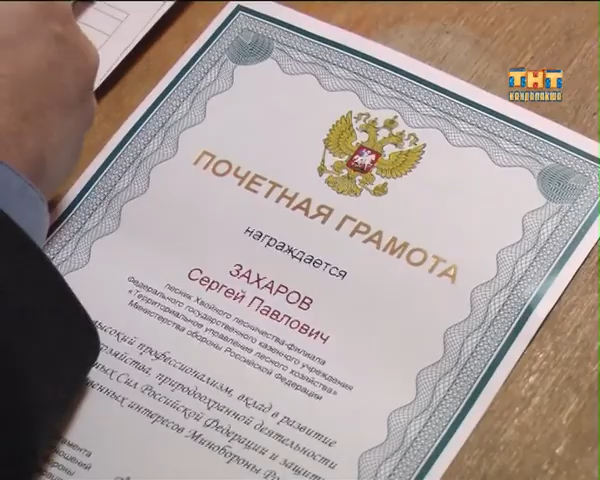 ТНТ
ПОЧЕТНАЯ ГРАМОТА
награждается
ЗАХАРОВ
Сергей Павлович
лесник Хвойного лесничества-филиала
Федерального государственного казенного учреждения
«Территориальное управление лесного хозяйства»
Министерства обороны Российской Федерации
высокий профессионализм, вклад в развитие
хозяйства, природоохранной деятельности
Сил Российской Федерации и защиту
интересов Минобороны